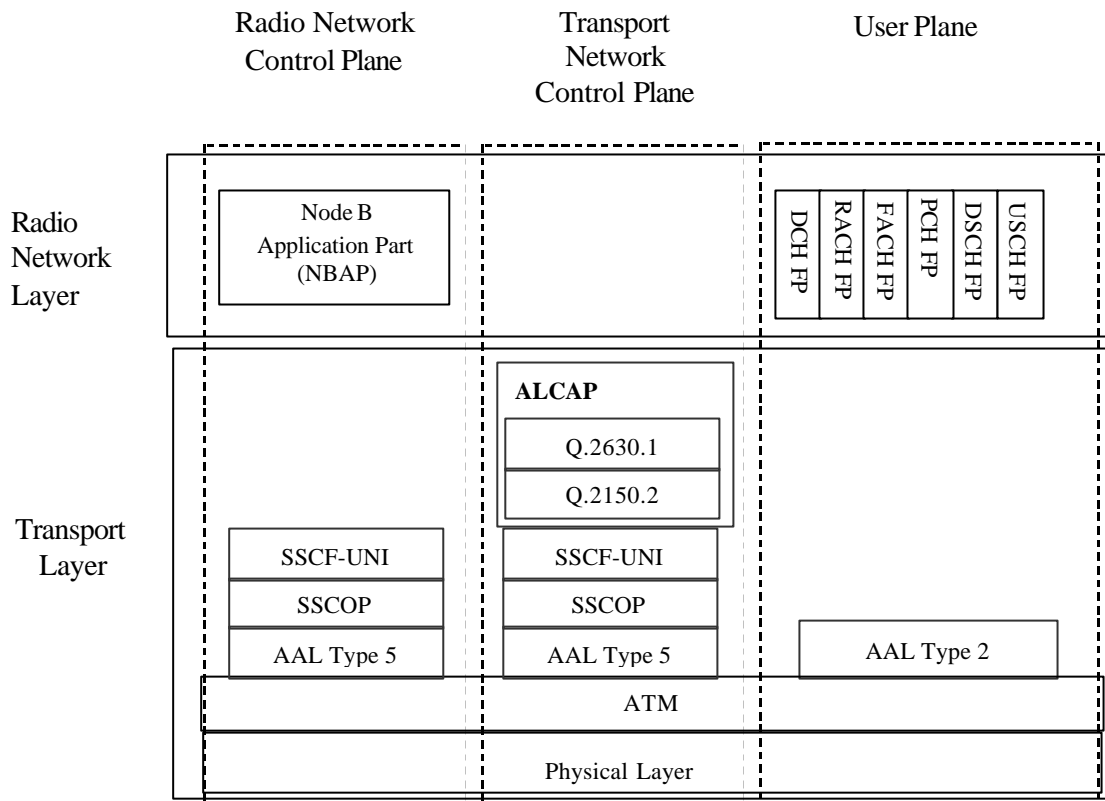 Radio Network
Control Plane
Transport
Network
Control Plane
User Plane
Radio
Network
Layer
Node B
Application Part
(NBAP)
DCH FP
RACH FP
FACH FP
PCH FP
DSCH FP
USCH FP
Transport
Layer
ALCAP
Q.2630.1
Q.2150.2
SSCF-UNI
SSCOP
AAL Type 5
SSCF-UNI
SSCOP
AAL Type 5
AAL Type 2
ATM
Physical Layer